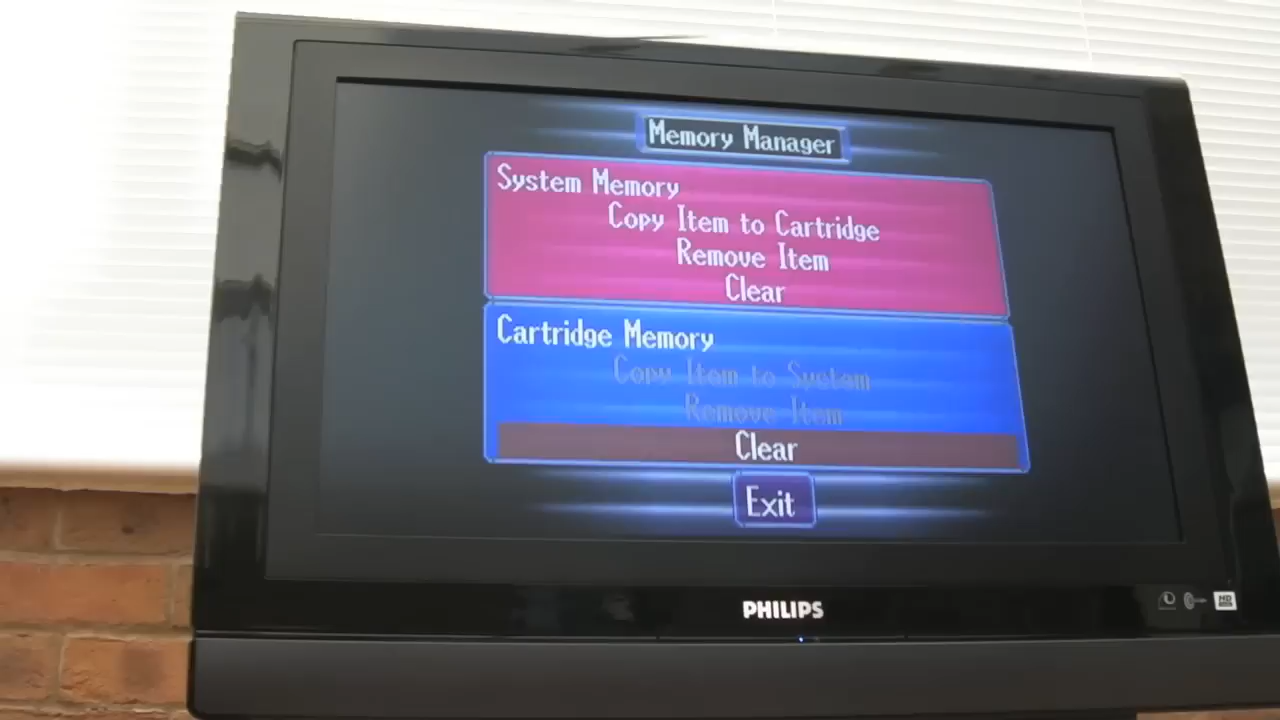 Memory Manager
System Memory
Copy Item to Cartridge
Remove Item
Clear
Cartridge Memory
Copy Item to System
Remove Item
Clear
Exit
PHILIPS
HD